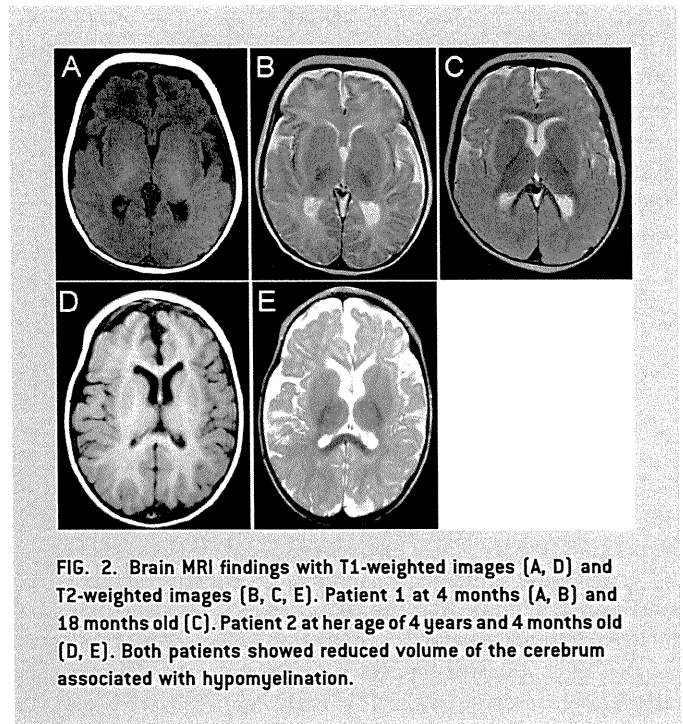 A
B
C
D
E
FIG. 2. Brain MRI findings with T1-weighted images (A, D) and
T2-weighted images (B, C, E). Patient 1 at 4 months (A, B) and
18 months old (C). Patient 2 at her age of 4 years and 4 months old
(D, E). Both patients showed reduced volume of the cerebrum
associated with hypomyelination.